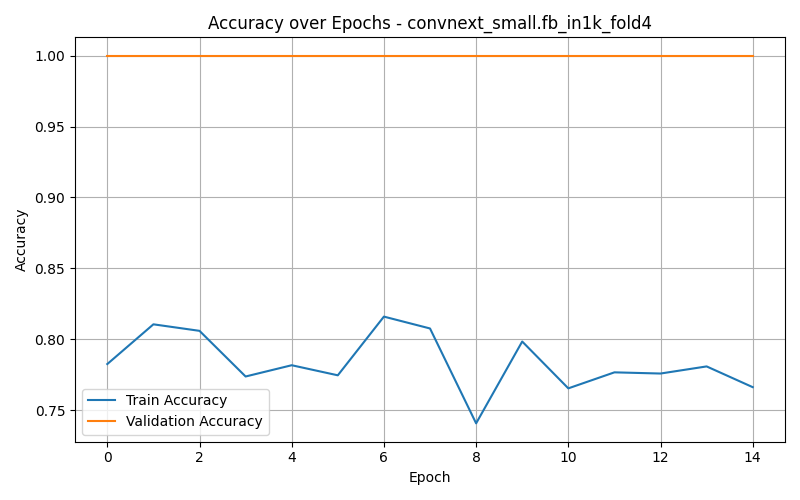 Accuracy over Epochs - convnext_small.fb_in1k_fold4
1.00
0.95
0.90
0.85
0.80
0.75
Accuracy
Train Accuracy
Validation Accuracy
0 2 4 6 8 10 12 14
Epoch